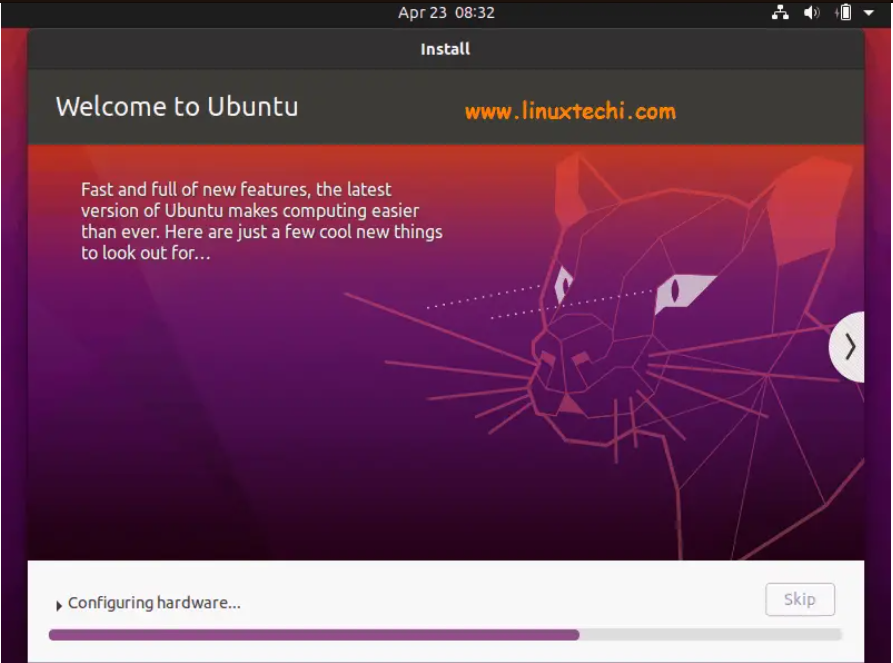 Apr 23 08:32
Install
Welcome to Ubuntu
www.linuxtechi.com
Fast and full of new features, the latest
version of Ubuntu makes computing easier
than ever. Here are just a few cool new things
to look out for...
Configuring hardware...
Skip